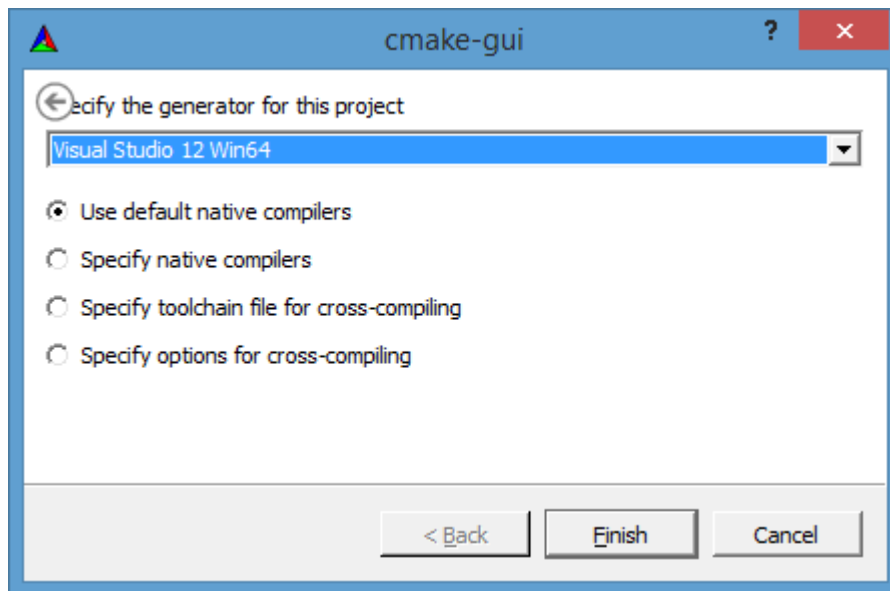 cmake-gui
? ×
ecify the generator for this project
Visual Studio 12 Win64
Use default native compilers
Specify native compilers
Specify toolchain file for cross-compiling
Specify options for cross-compiling
< Back Finish Cancel